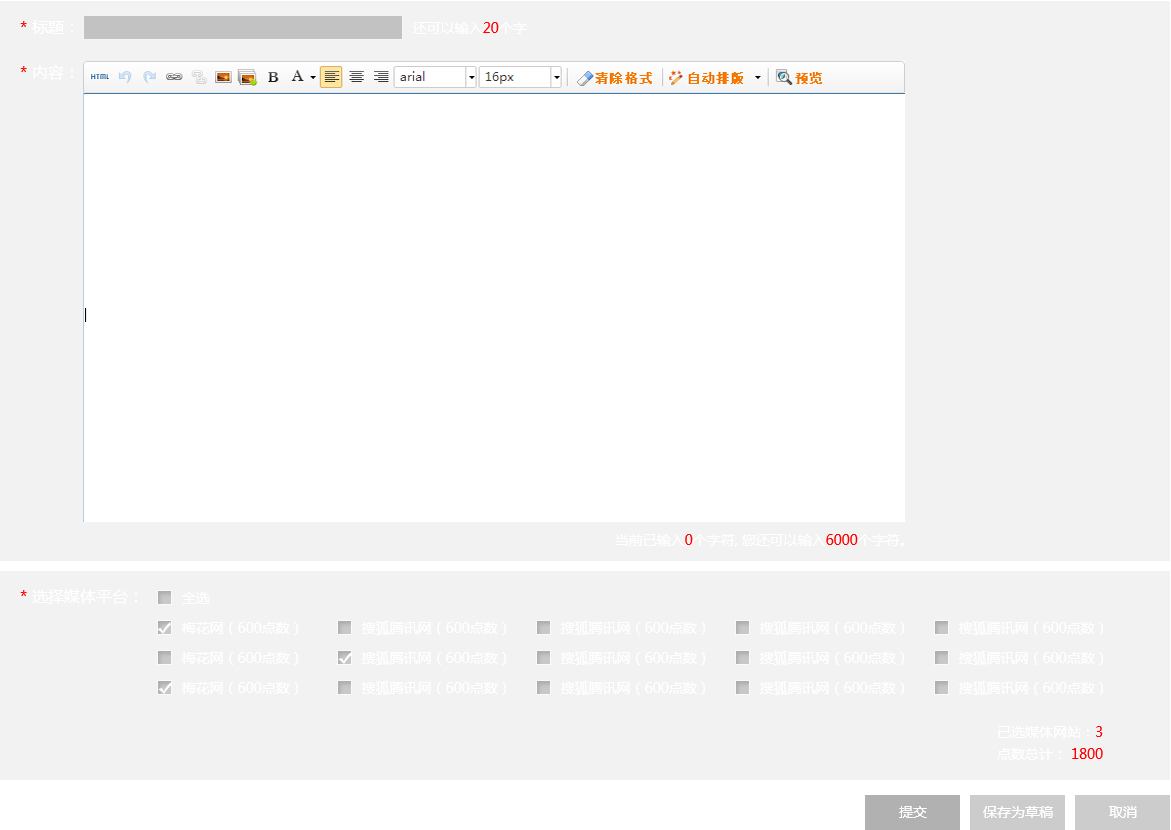 * 标题： 还可以输入20个字
* 内容： HTML B A arial 16px 清除格式 自动排版 预览
当前已输入0个字符, 您还可以输入6000个字符。
* 选择媒体平台： 全选
梅花网（600点数） 搜狐腾讯网（600点数） 搜狐腾讯网（600点数） 搜狐腾讯网（600点数） 搜狐腾讯网（600点数）
梅花网（600点数） 搜狐腾讯网（600点数） 搜狐腾讯网（600点数） 搜狐腾讯网（600点数） 搜狐腾讯网（600点数）
梅花网（600点数） 搜狐腾讯网（600点数） 搜狐腾讯网（600点数） 搜狐腾讯网（600点数） 搜狐腾讯网（600点数）
已选媒体网站：3
点数总计： 1800
提交 保存为草稿 取消